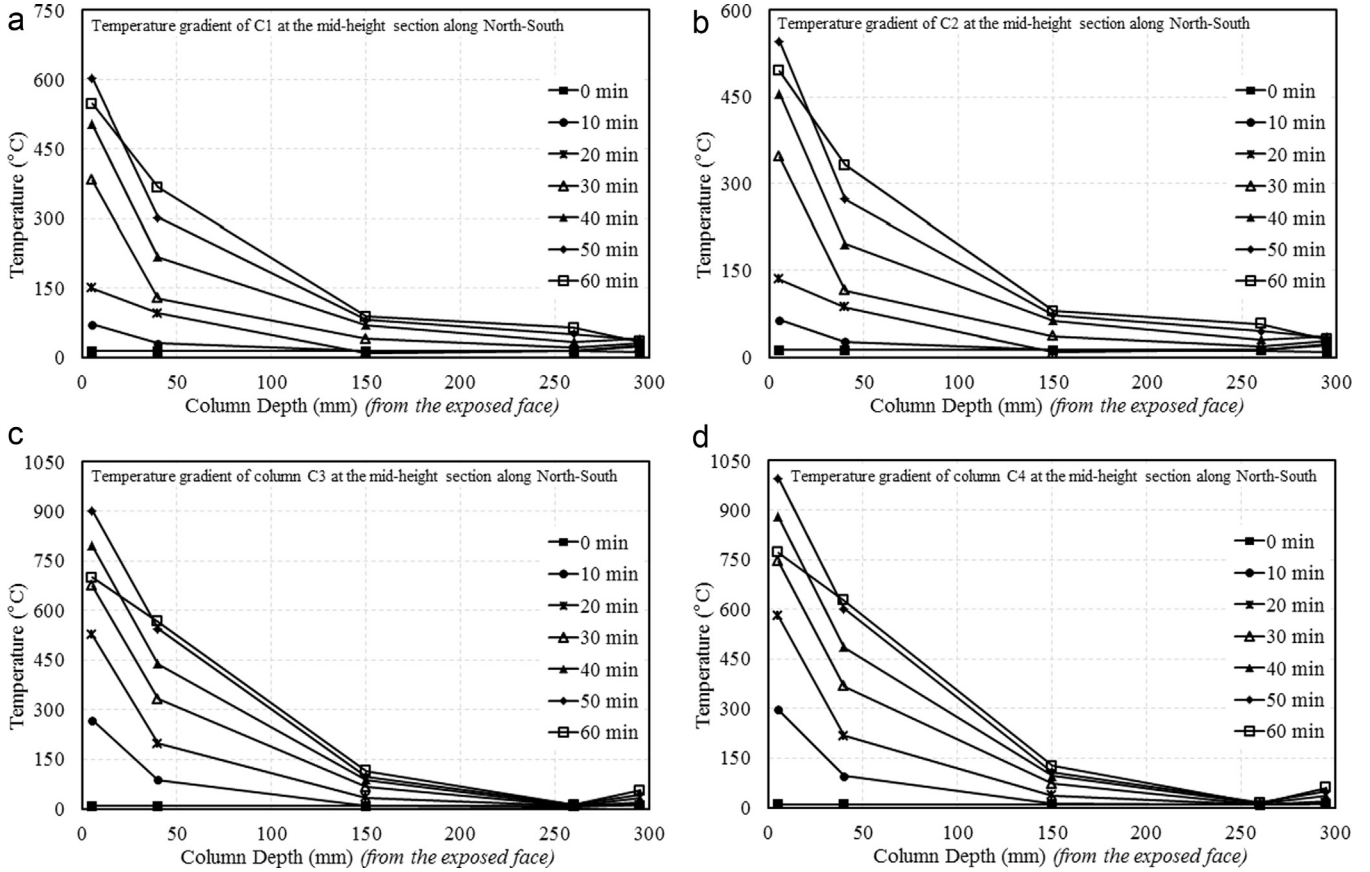 a
Temperature gradient of C1 at the mid-height section along North-South
Temperature (°C)
750
600
450
300
150
0
0 50 100 150 200 250 300
Column Depth (mm) (from the exposed face)
0 min
10 min
20 min
30 min
40 min
50 min
60 min
b
Temperature gradient of C2 at the mid-height section along North-South
Temperature (°C)
600
450
300
150
0
0 50 100 150 200 250 300
Column Depth (mm) (from the exposed face)
0 min
10 min
20 min
30 min
40 min
50 min
60 min
c
Temperature gradient of column C3 at the mid-height section along North-South
Temperature (°C)
1050
900
750
600
450
300
150
0
0 50 100 150 200 250 300
Column Depth (mm) (from the exposed face)
0 min
10 min
20 min
30 min
40 min
50 min
60 min
d
Temperature gradient of column C4 at the mid-height section along North-South
Temperature (°C)
1050
900
750
600
450
300
150
0
0 50 100 150 200 250 300
Column Depth (mm) (from the exposed face)
0 min
10 min
20 min
30 min
40 min
50 min
60 min